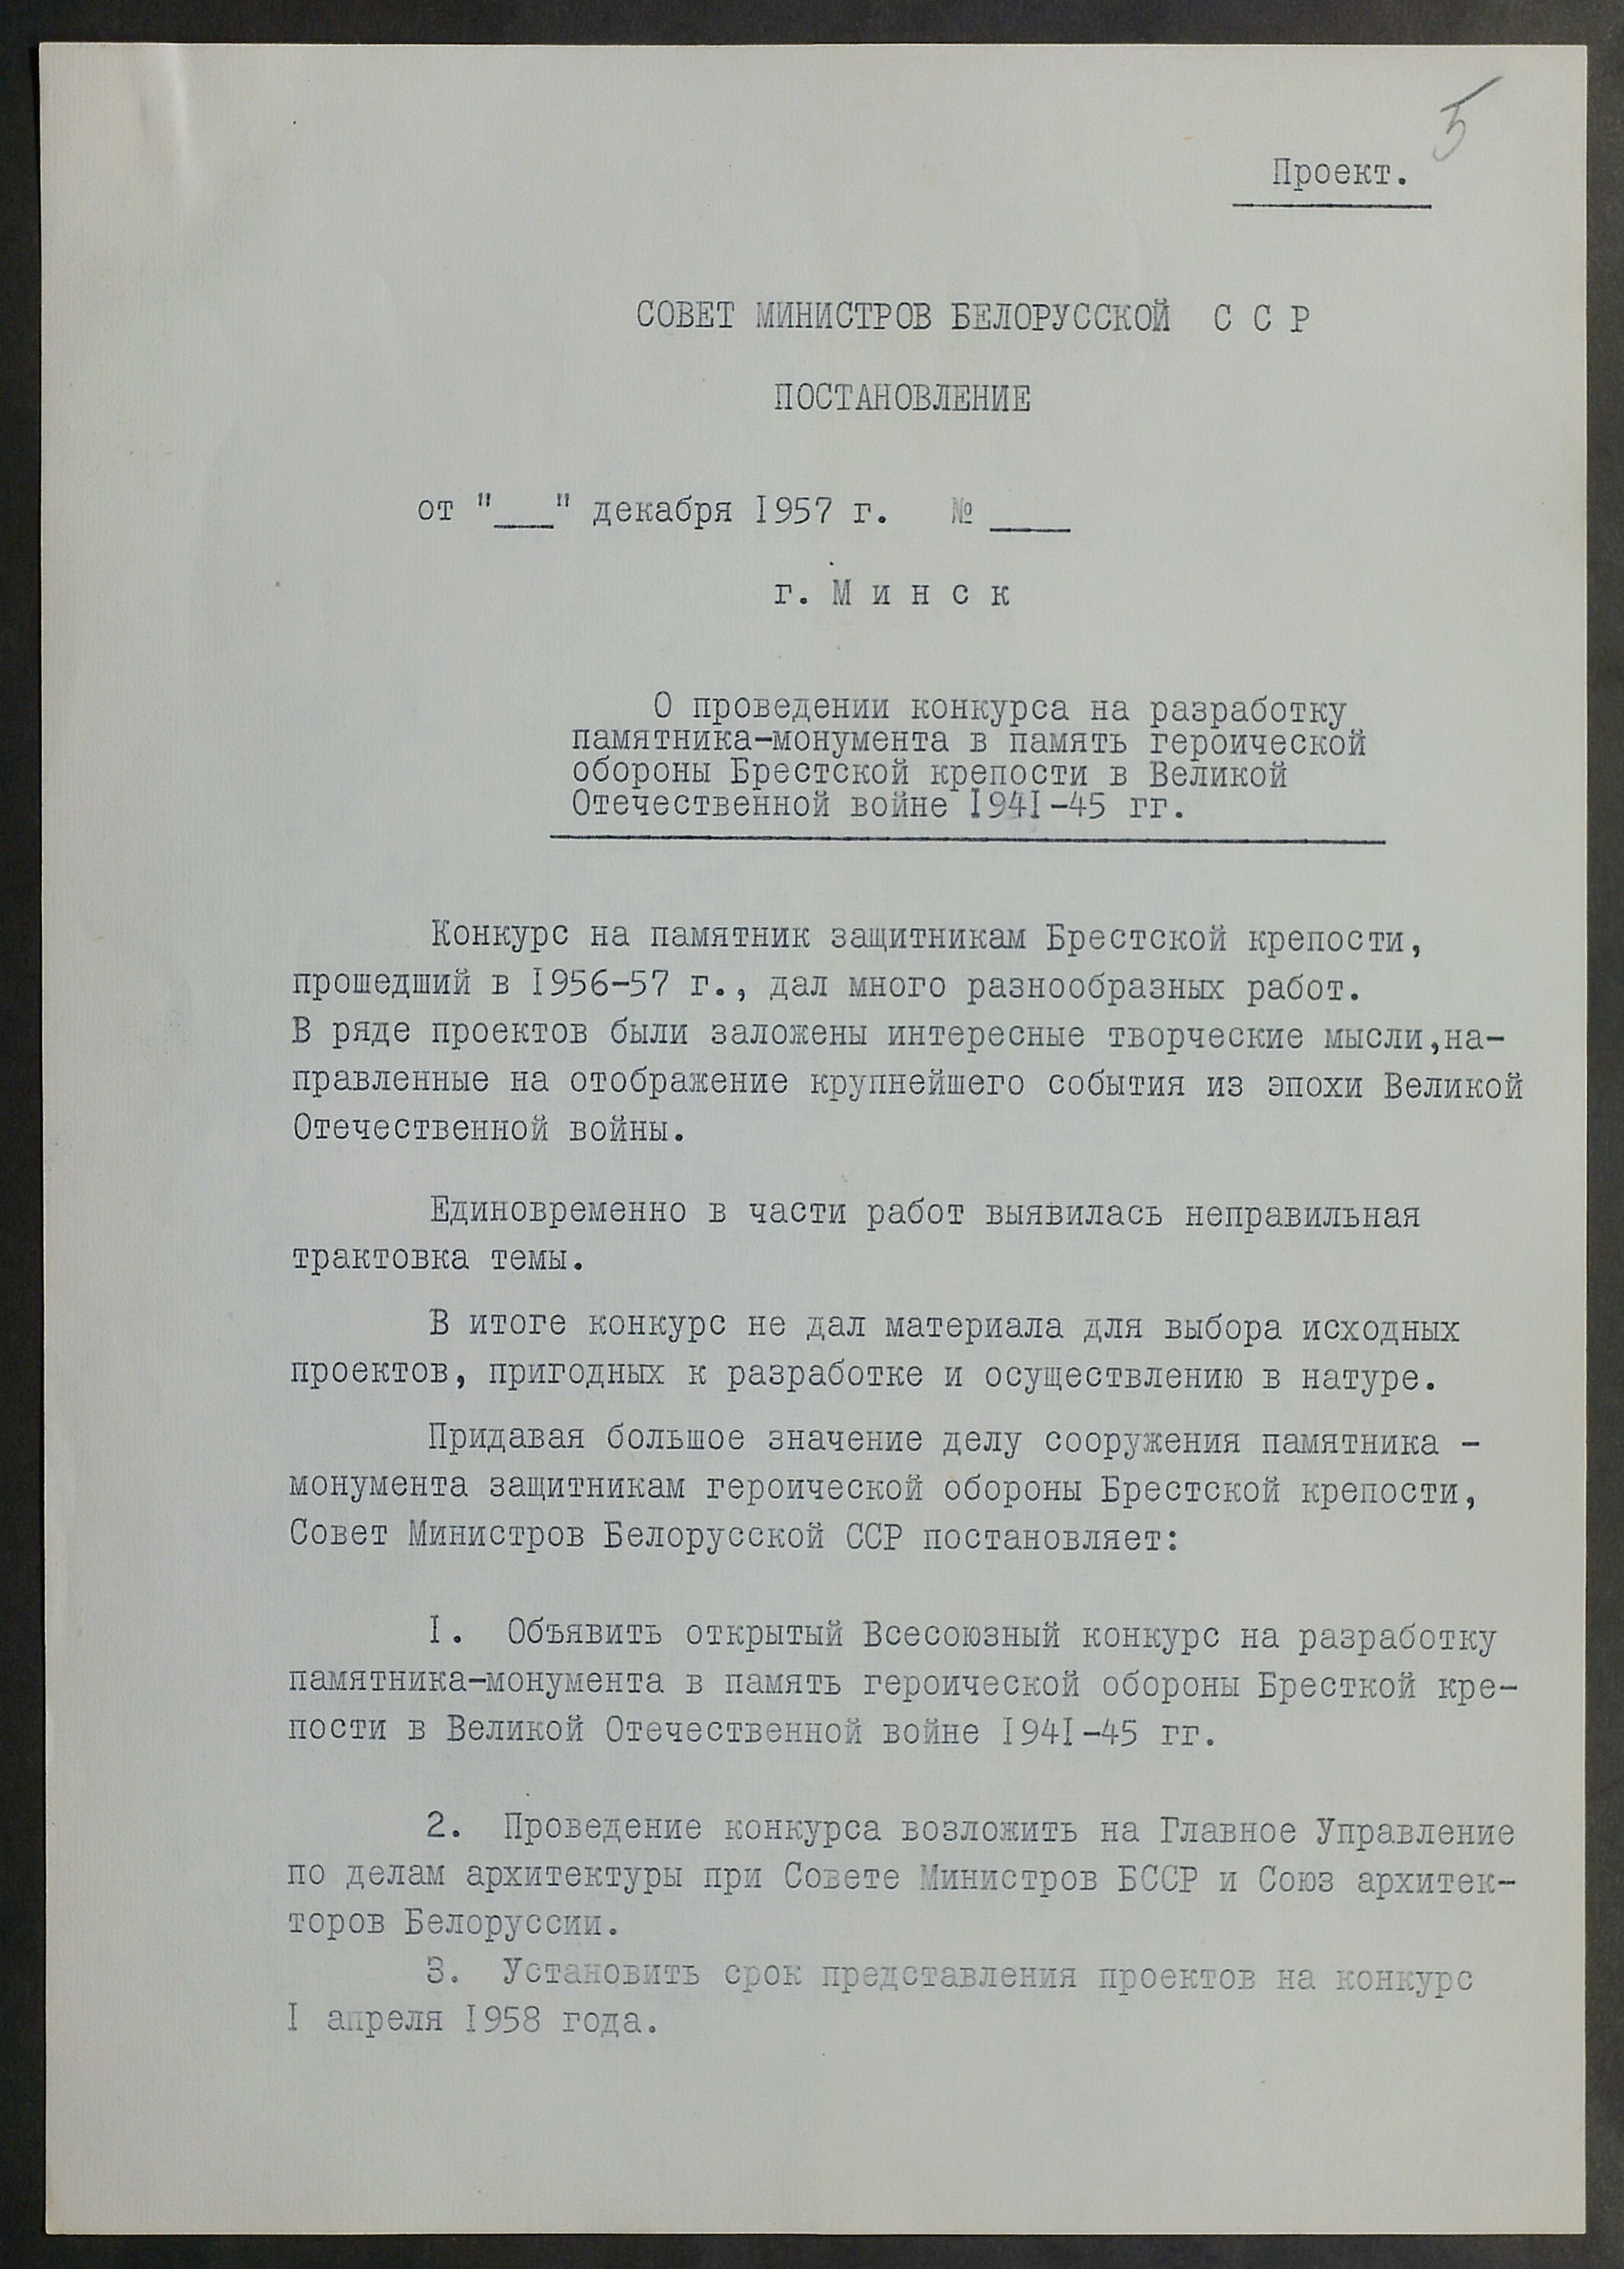 5
Проект.
СОВЕТ МИНИСТРОВ БЕЛОРУССКОЙ С С Р
ПОСТАНОВЛЕНИЕ
от "___" декабря 1957 г. № ____
г. М и н с к
О проведении конкурса на разработку
памятника-монумента в память героической
обороны Брестской крепости в Великой
Отечественной войне 1941-45 гг.
Конкурс на памятник защитникам Брестской крепости,
прошедший в 1956-57 г., дал много разнообразных работ.
В ряде проектов были заложены интересные творческие мысли,на-
правленные на отображение крупнейшего события из эпохи Великой
Отечественной войны.
Единовременно в части работ выявилась неправильная
трактовка темы.
В итоге конкурс не дал материала для выбора исходных
проектов, пригодных к разработке и осуществлению в натуре.
Придавая большое значение делу сооружения памятника -
монумента защитникам героической обороны Брестской крепости,
Совет Министров Белорусской ССР постановляет:
1. Объявить открытый Всесоюзный конкурс на разработку
памятника-монумента в память героической обороны Бресткой кре-
пости в Великой Отечественной войне 1941-45 гг.
2. Проведение конкурса возложить на Главное Управление
по делам архитектуры при Совете Министров БССР и Союз архитек-
торов Белоруссии.
3. Установить срок представления проектов на конкурс
1 апреля 1958 года.